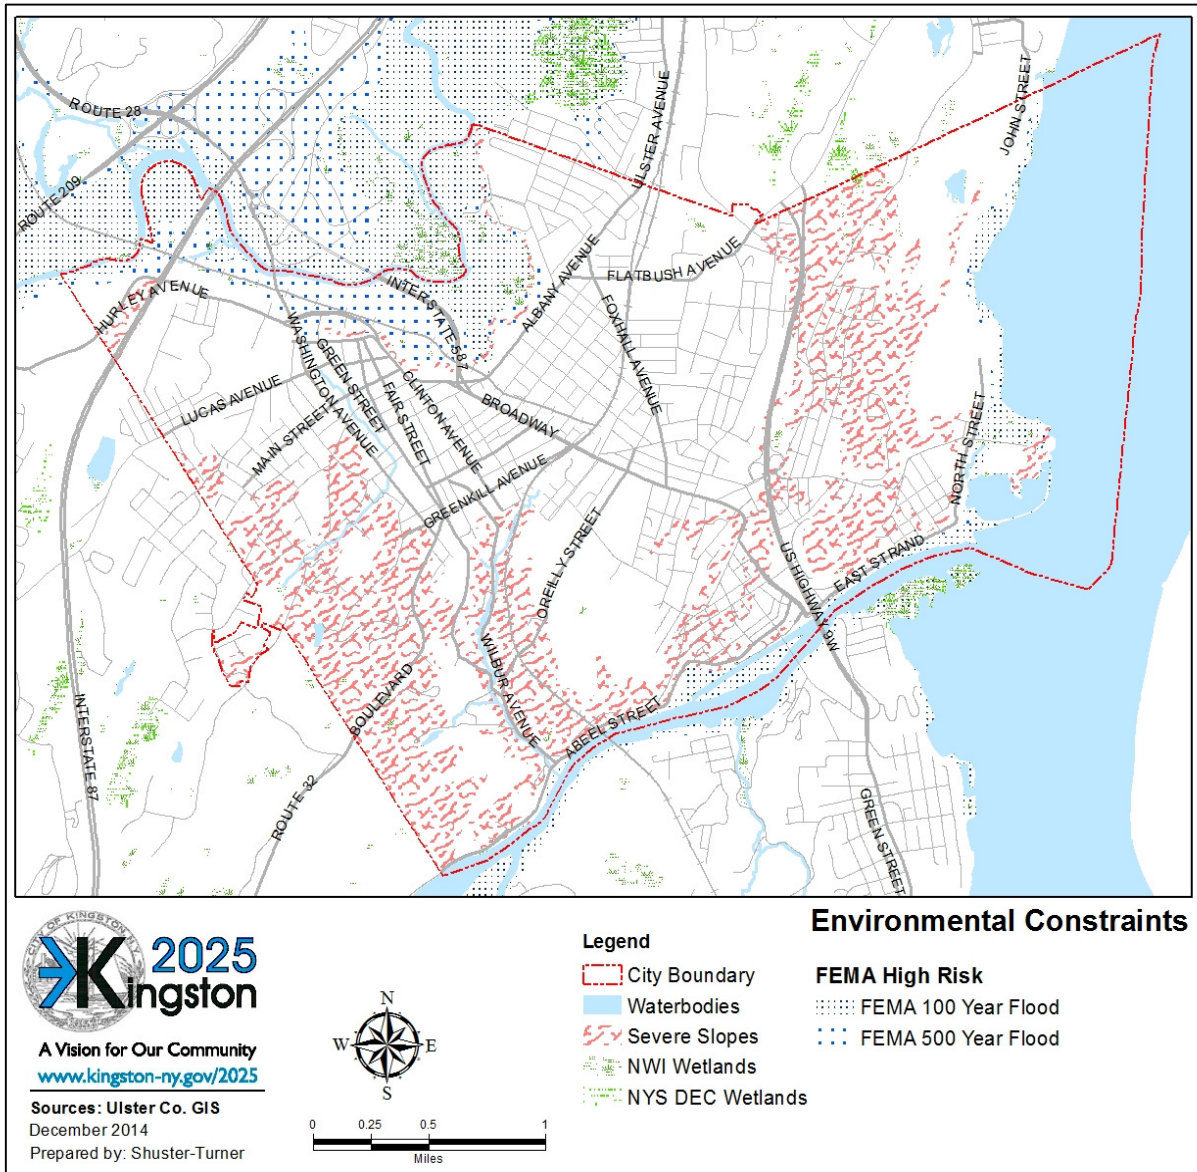 ROUTE 28
ROUTE 209
ULSTER AVENUE
JOHN STREET
HURLEY AVENUE
INTERSTATE 587
ALBANY AVENUE
FLATBUSH AVENUE
FOXHALL AVENUE
WASHINGTON AVENUE
GREEN STREET
FAIR STREET
CLINTON AVENUE
BROADWAY
LUCAS AVENUE
MAIN STREET
GREENKILL AVENUE
NORTH STREET
OREILLY STREET
US HIGHWAY 9W
EAST STRAND
WILBUR AVENUE
BOULEVARD
ABEEL STREET
INTERSTATE 87
ROUTE 32
GREEN STREET
Environmental Constraints
CITY OF KINGSTON N.Y.
2025
Kingston
A Vision for Our Community
www.kingston-ny.gov/2025
Sources: Ulster Co. GIS
December 2014
Prepared by: Shuster-Turner
N
W
E
S
0 0.25 0.5 1
Miles
Legend
City Boundary
Waterbodies
Severe Slopes
NWI Wetlands
NYS DEC Wetlands
FEMA High Risk
FEMA 100 Year Flood
FEMA 500 Year Flood